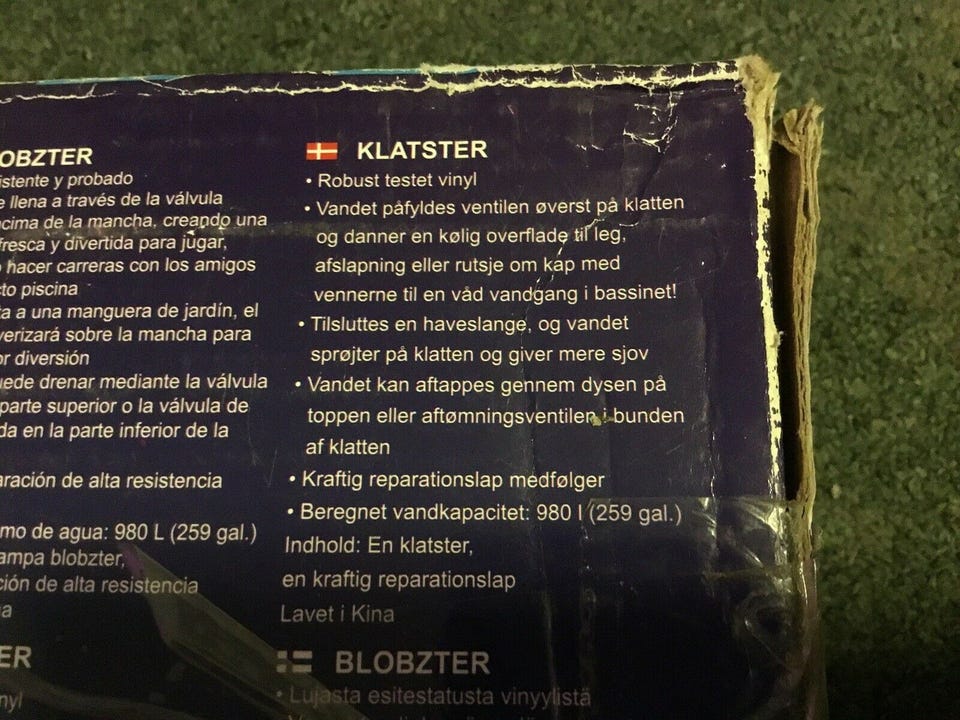 OBZTER
istente y probado
e llena a través de la válvula
ncima de la mancha, creando una
fresca y divertida para jugar,
o hacer carreras con los amigos
cto piscina
ta a una manguera de jardín, el
verizará sobre la mancha para
or diversión
uede drenar mediante la válvula
parte superior o la válvula de
da en la parte inferior de la
aración de alta resistencia
mo de agua: 980 L (259 gal.)
ampa blobzter,
ción de alta resistencia
na
ER
nyl
KLATSTER
• Robust testet vinyl
• Vandet påfyldes ventilen øverst på klatten
og danner en kølig overflade til leg,
afslapning eller rutsje om kap med
vennerne til en våd vandgang i bassinet!
• Tilsluttes en haveslange, og vandet
sprøjter på klatten og giver mere sjov
• Vandet kan aftappes gennem dysen på
toppen eller aftømningsventilen i bunden
af klatten
• Kraftig reparationslap medfølger
• Beregnet vandkapacitet: 980 l (259 gal.)
Indhold: En klatster,
en kraftig reparationslap
Lavet i Kina
BLOBZTER
• Lujasta esitestatusta vinyylistä